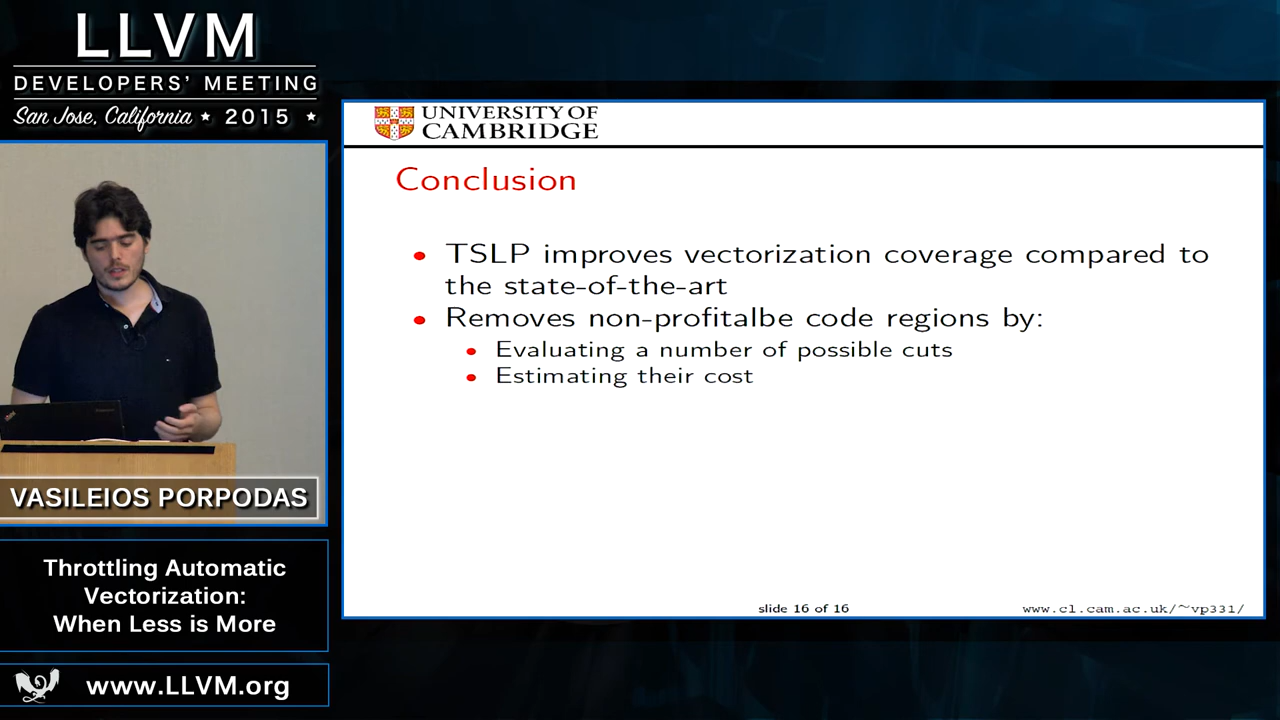 LLVM
DEVELOPERS' MEETING
San Jose, California ★ 2015 ★
VASILEIOS PORPODAS
Throttling Automatic
Vectorization:
When Less is More
www.LLVM.org
UNIVERSITY OF
CAMBRIDGE
Conclusion
• TSLP improves vectorization coverage compared to
the state-of-the-art
• Removes non-profitalbe code regions by:
• Evaluating a number of possible cuts
• Estimating their cost
slide 16 of 16
www.cl.cam.ac.uk/~vp331/